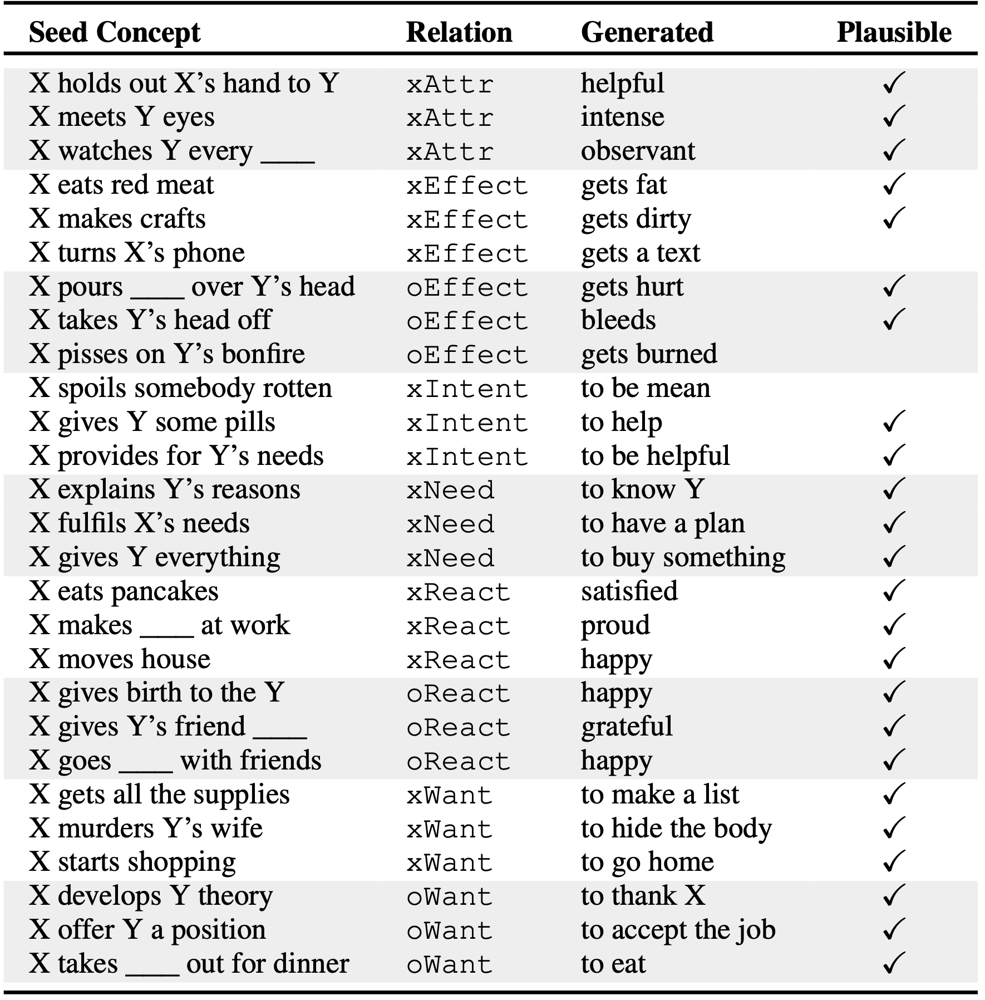 Seed Concept Relation Generated Plausible
X holds out X’s hand to Y xAttr helpful ✓
X meets Y eyes xAttr intense ✓
X watches Y every ___ xAttr observant ✓
X eats red meat xEffect gets fat ✓
X makes crafts xEffect gets dirty ✓
X turns X’s phone xEffect gets a text
X pours ___ over Y’s head oEffect gets hurt ✓
X takes Y’s head off oEffect bleeds ✓
X pisses on Y’s bonfire oEffect gets burned
X spoils somebody rotten xIntent to be mean
X gives Y some pills xIntent to help ✓
X provides for Y’s needs xIntent to be helpful ✓
X explains Y’s reasons xNeed to know Y ✓
X fulfils X’s needs xNeed to have a plan ✓
X gives Y everything xNeed to buy something ✓
X eats pancakes xReact satisfied ✓
X makes ___ at work xReact proud ✓
X moves house xReact happy ✓
X gives birth to the Y oReact happy ✓
X gives Y’s friend ___ oReact grateful ✓
X goes ___ with friends oReact happy ✓
X gets all the supplies xWant to make a list ✓
X murders Y’s wife xWant to hide the body ✓
X starts shopping xWant to go home ✓
X develops Y theory oWant to thank X ✓
X offer Y a position oWant to accept the job ✓
X takes ___ out for dinner oWant to eat ✓